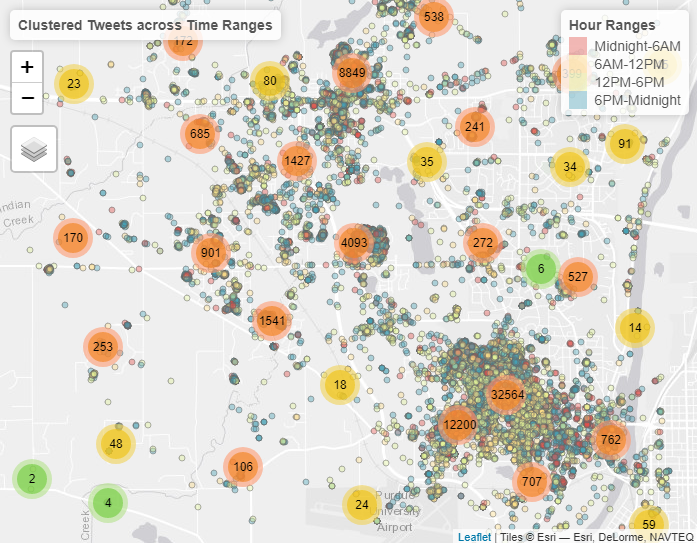 538
Clustered Tweets across Time Ranges
172
Hour Ranges
Midnight-6AM
6AM-12PM
12PM-6PM
6PM-Midnight
399
+
−
23
80
8849
685
241
1427
35
34
91
Indian
Creek
170
901
4093
272
6
527
1541
14
253
18
32564
12200
762
48
106
707
2
4
24
Purdue
University
Airport
Creek
59
Leaflet | Tiles © Esri — Esri, DeLorme, NAVTEQ